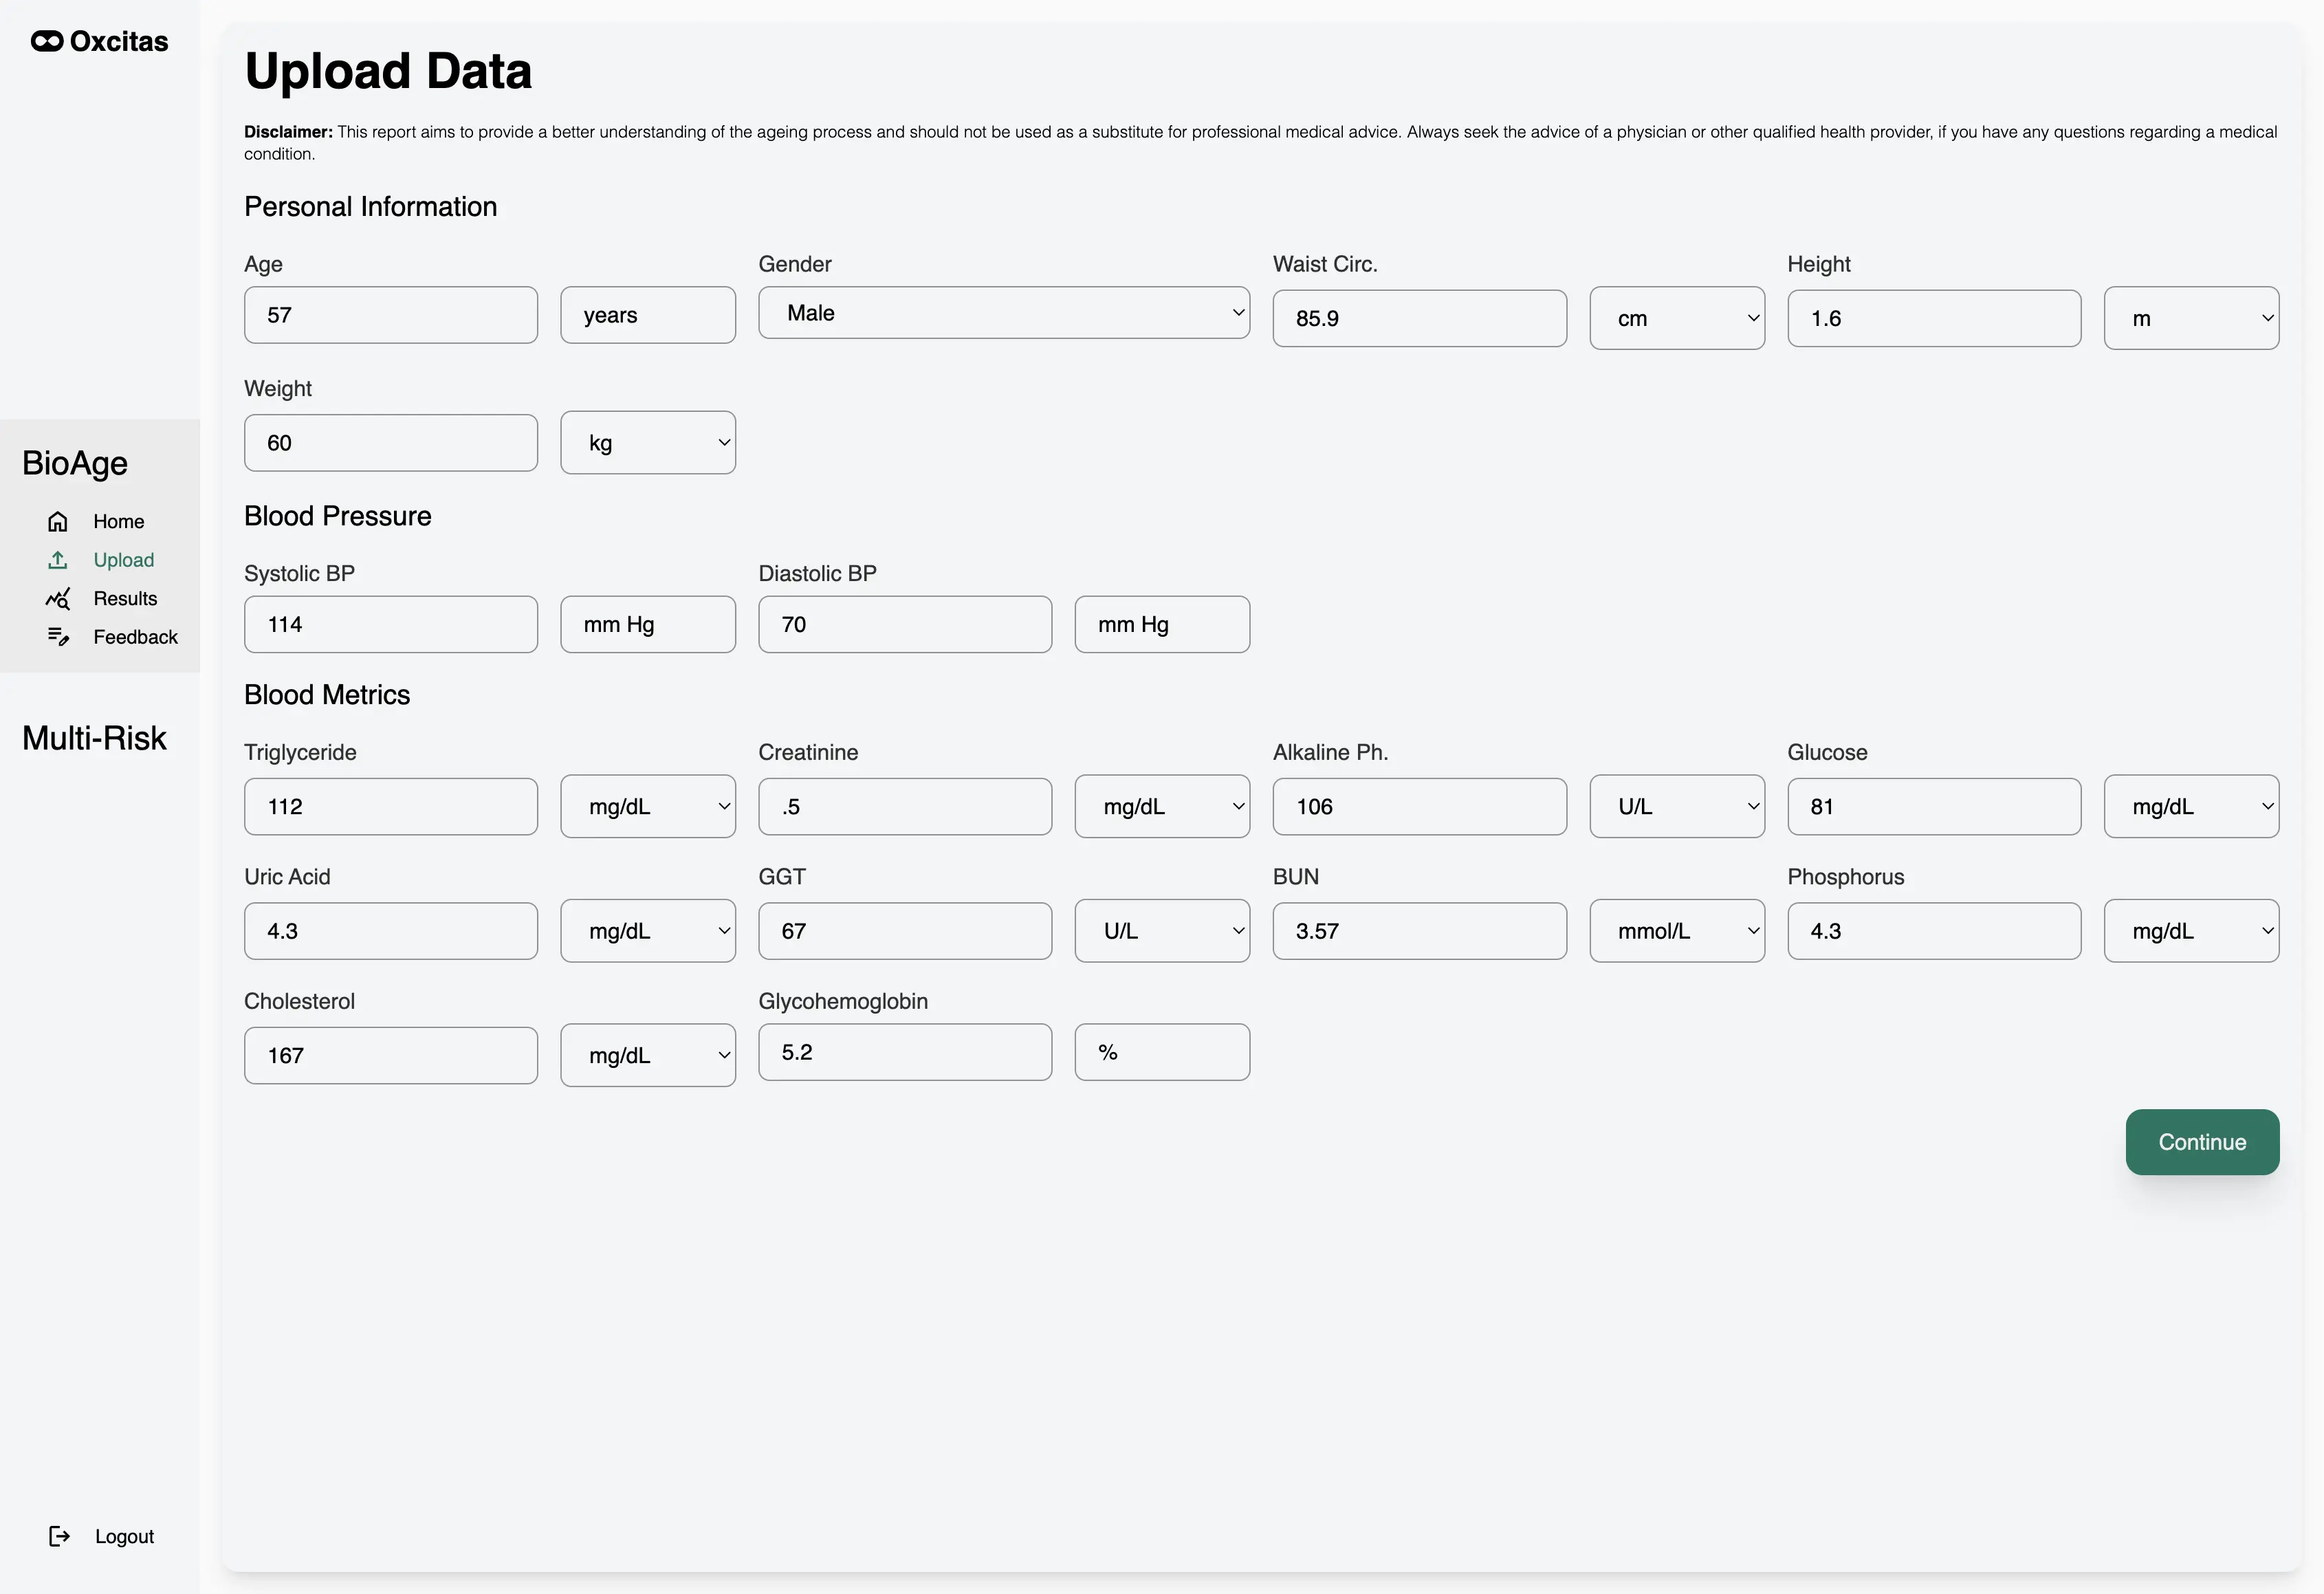 Oxcitas
BioAge
Home
Upload
Results
Feedback
Multi-Risk
Logout
Upload Data
Disclaimer: This report aims to provide a better understanding of the ageing process and should not be used as a substitute for professional medical advice. Always seek the advice of a physician or other qualified health provider, if you have any questions regarding a medical
condition.
Personal Information
Age Gender Waist Circ. Height
57 years Male 85.9 cm 1.6 m
Weight
60 kg
Blood Pressure
Systolic BP Diastolic BP
114 mm Hg 70 mm Hg
Blood Metrics
Triglyceride Creatinine Alkaline Ph. Glucose
112 mg/dL .5 mg/dL 106 U/L 81 mg/dL
Uric Acid GGT BUN Phosphorus
4.3 mg/dL 67 U/L 3.57 mmol/L 4.3 mg/dL
Cholesterol Glycohemoglobin
167 mg/dL 5.2 %
Continue